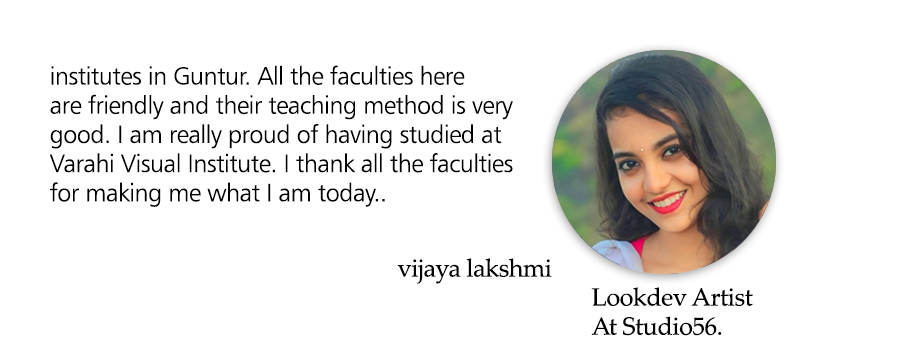 institutes in Guntur. All the faculties here
are friendly and their teaching method is very
good. I am really proud of having studied at
Varahi Visual Institute. I thank all the faculties
for making me what I am today..
vijaya lakshmi
Lookdev Artist
At Studio56.